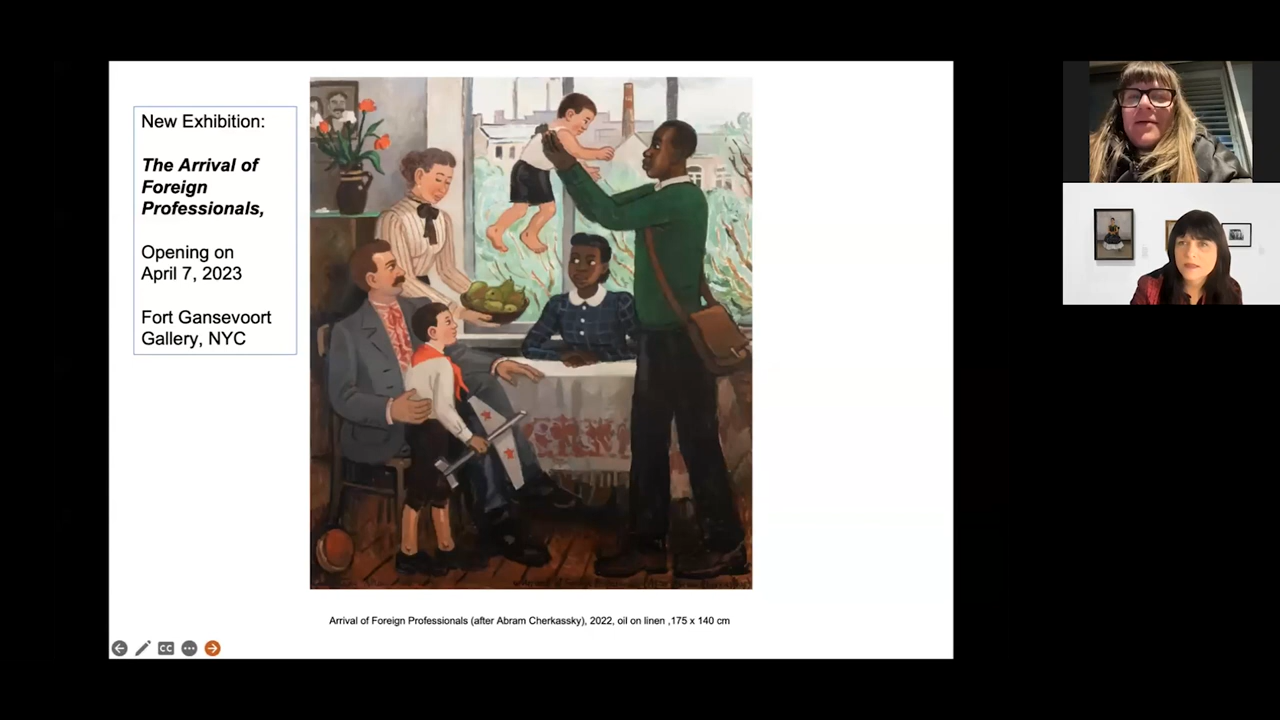 New Exhibition:
The Arrival of
Foreign
Professionals,
Opening on
April 7, 2023
Fort Gansevoort
Gallery, NYC
Arrival of Foreign Professionals (after Abram Cherkassky), 2022, oil on linen ,175 x 140 cm
CC